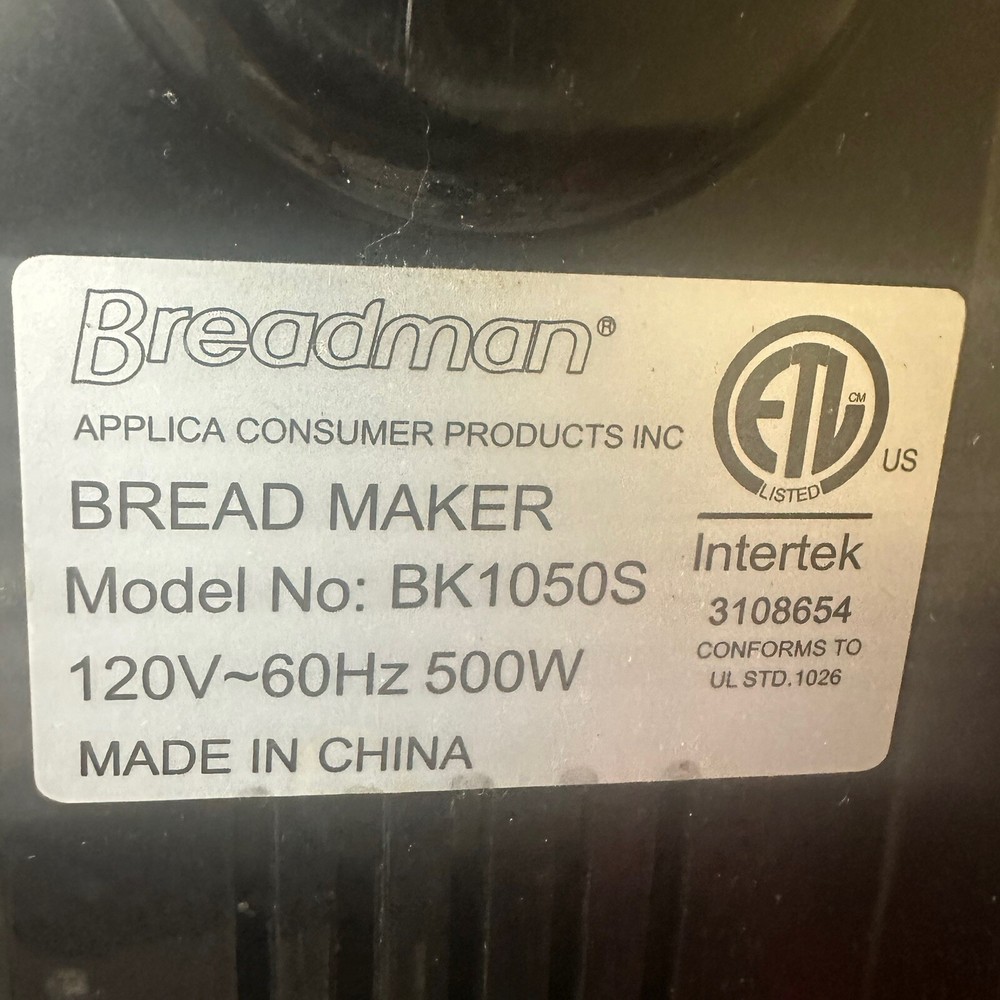 Breadman®
APPLICA CONSUMER PRODUCTS INC
BREAD MAKER
Model No: BK1050S
120V~60Hz 500W
MADE IN CHINA
ETL CM
LISTED
US
Intertek
3108654
CONFORMS TO
UL STD.1026